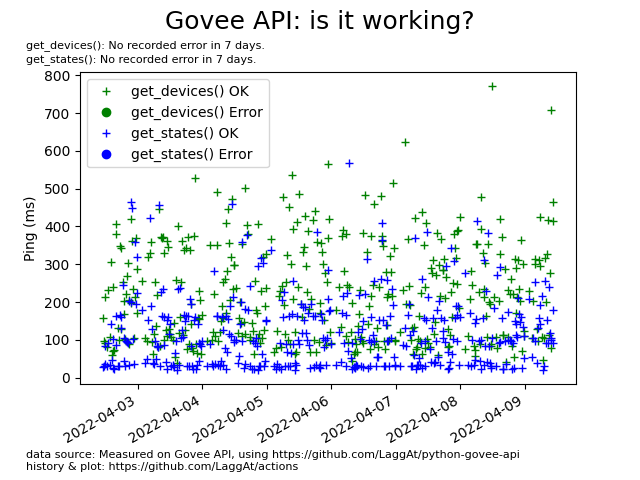 Govee API: is it working?
get_devices(): No recorded error in 7 days.
get_states(): No recorded error in 7 days.
get_devices() OK
get_devices() Error
get_states() OK
get_states() Error
Ping (ms)
800
700
600
500
400
300
200
100
0
2022-04-03
2022-04-04
2022-04-05
2022-04-06
2022-04-07
2022-04-08
2022-04-09
data source: Measured on Govee API, using https://github.com/LaggAt/python-govee-api
history & plot: https://github.com/LaggAt/actions